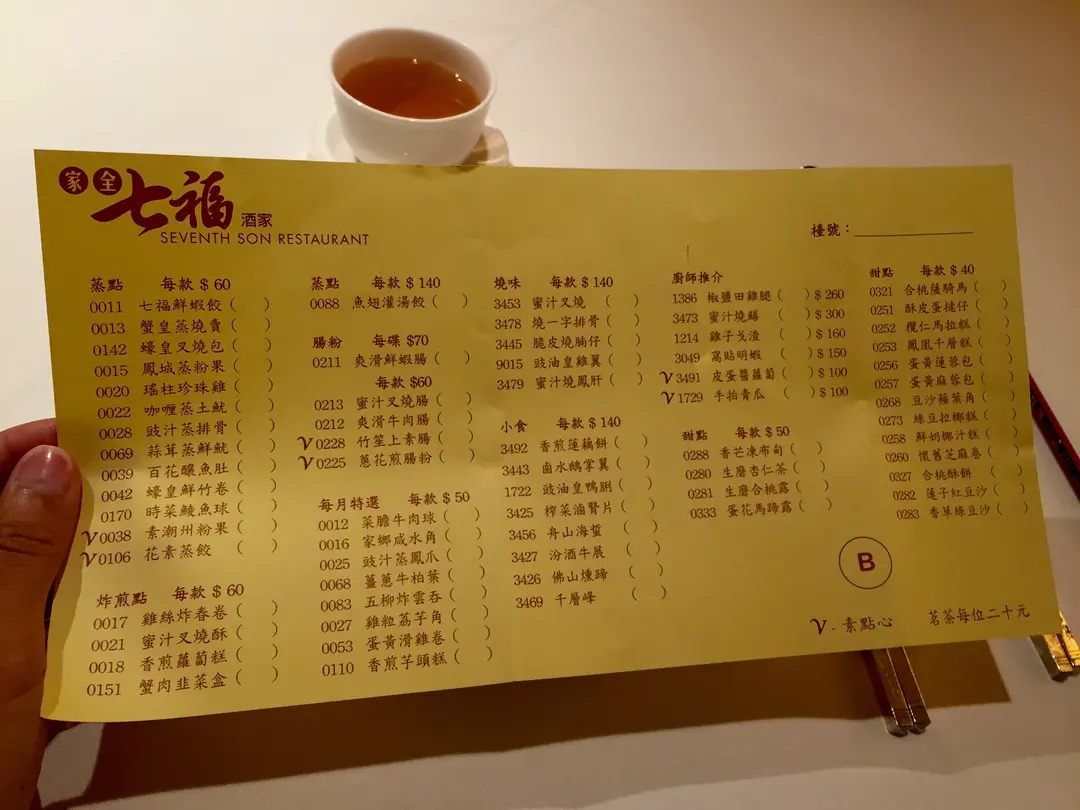 家全七福酒家
SEVENTH SON RESTAURANT
檯號：
蒸點 每款 $ 60
0011 七福鮮蝦餃 ( )
0013 蟹皇蒸燒賣 ( )
0142 蠔皇叉燒包 ( )
0015 鳳城蒸粉果 ( )
0020 瑤柱珍珠雞 ( )
0022 咖喱蒸土魷 ( )
0028 豉汁蒸排骨 ( )
0069 蒜茸蒸鮮魷 ( )
0039 百花釀魚肚 ( )
0042 蠔皇鮮竹卷 ( )
0170 時菜鯪魚球 ( )
V 0038 素潮州粉果 ( )
V 0106 花素蒸餃 ( )
炸煎點 每款 $ 60
0017 雞絲炸春卷 ( )
0021 蜜汁叉燒酥 ( )
0018 香煎蘿蔔糕 ( )
0151 蟹肉韭菜盒 ( )
蒸點 每款 $ 140
0088 魚翅灌湯餃 ( )
腸粉 每碟 $70
0211 爽滑鮮蝦腸 ( )
每款 $60
0213 蜜汁叉燒腸 ( )
0212 爽滑牛肉腸 ( )
V 0228 竹笙上素腸 ( )
V 0225 蔥花煎腸粉 ( )
每月特選 每款 $ 50
0012 菜膽牛肉球 ( )
0016 家鄉咸水角 ( )
0025 豉汁蒸鳳爪 ( )
0068 薑蔥牛柏葉 ( )
0083 五柳炸雲吞 ( )
0027 雞粒荔芋角 ( )
0053 蛋黃滑雞卷 ( )
0110 香煎芋頭糕 ( )
燒味 每款 $ 140
3453 蜜汁叉燒 ( )
3478 燒一字排骨 ( )
3445 脆皮燒腩仔 ( )
9015 豉油皇雞翼 ( )
3479 蜜汁燒鳳肝 ( )
小食 每款 $ 140
3492 香煎蓮藕餅 ( )
3443 鹵水鵝掌翼 ( )
1722 豉油皇鴨脷 ( )
3425 榨菜滷腎片 ( )
3456 舟山海蜇 ( )
3427 汾酒牛展 ( )
3426 佛山燻蹄 ( )
3469 千層峰 ( )
廚師推介
1386 椒鹽田雞腿 ( ) $ 260
3473 蜜汁燒鱔 ( ) $ 300
1214 雞子戈渣 ( ) $ 160
3049 窩貼明蝦 ( ) $ 150
V 3491 皮蛋醬蘿蔔 ( ) $ 100
V 1729 手拍青瓜 ( ) $ 100
甜點 每款 $ 50
0288 香芒凍布甸 ( )
0280 生磨杏仁茶 ( )
0281 生磨合桃露 ( )
0333 蛋花馬蹄露 ( )
甜點 每款 $ 40
0321 合桃薩騎馬 ( )
0251 酥皮蛋撻仔 ( )
0252 欖仁馬拉糕 ( )
0253 鳳凰千層糕 ( )
0256 蛋黃蓮蓉包 ( )
0257 蛋黃麻蓉包 ( )
0268 豆沙蘋葉角 ( )
0273 綠豆拉椰糕 ( )
0258 鮮奶椰汁糕 ( )
0260 懷舊芝麻卷 ( )
0327 合桃酥餅 ( )
0282 蓮子紅豆沙 ( )
0283 香草綠豆沙 ( )
B
V - 素點心 茗茶每位二十元